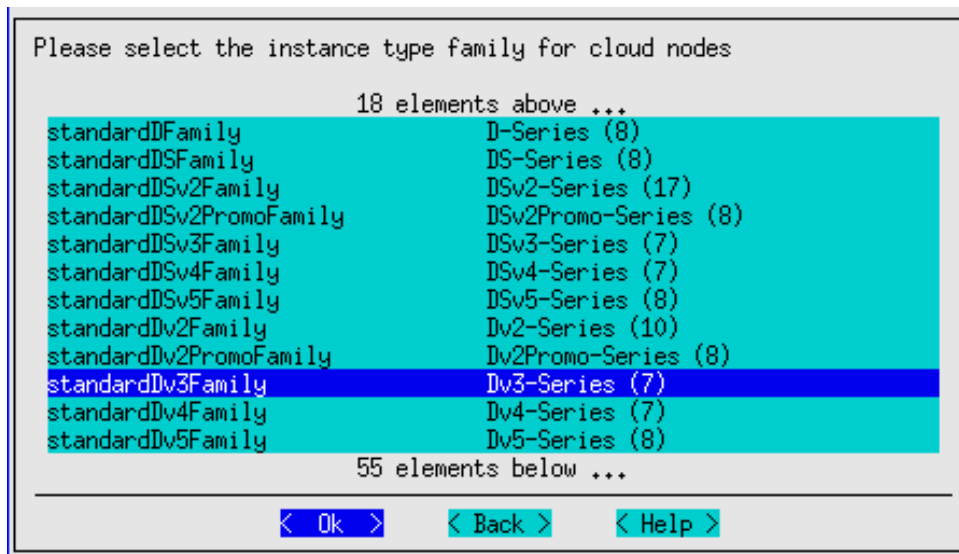 Please select the instance type family for cloud nodes
18 elements above ...
standardDFamily D-Series (8)
standardDSFamily DS-Series (8)
standardDSv2Family DSv2-Series (17)
standardDSv2PromoFamily DSv2Promo-Series (8)
standardDSv3Family DSv3-Series (7)
standardDSv4Family DSv4-Series (7)
standardDSv5Family DSv5-Series (8)
standardDv2Family Dv2-Series (10)
standardDv2PromoFamily Dv2Promo-Series (8)
standardDv3Family Dv3-Series (7)
standardDv4Family Dv4-Series (7)
standardDv5Family Dv5-Series (8)
55 elements below ...
< Ok > < Back > < Help >